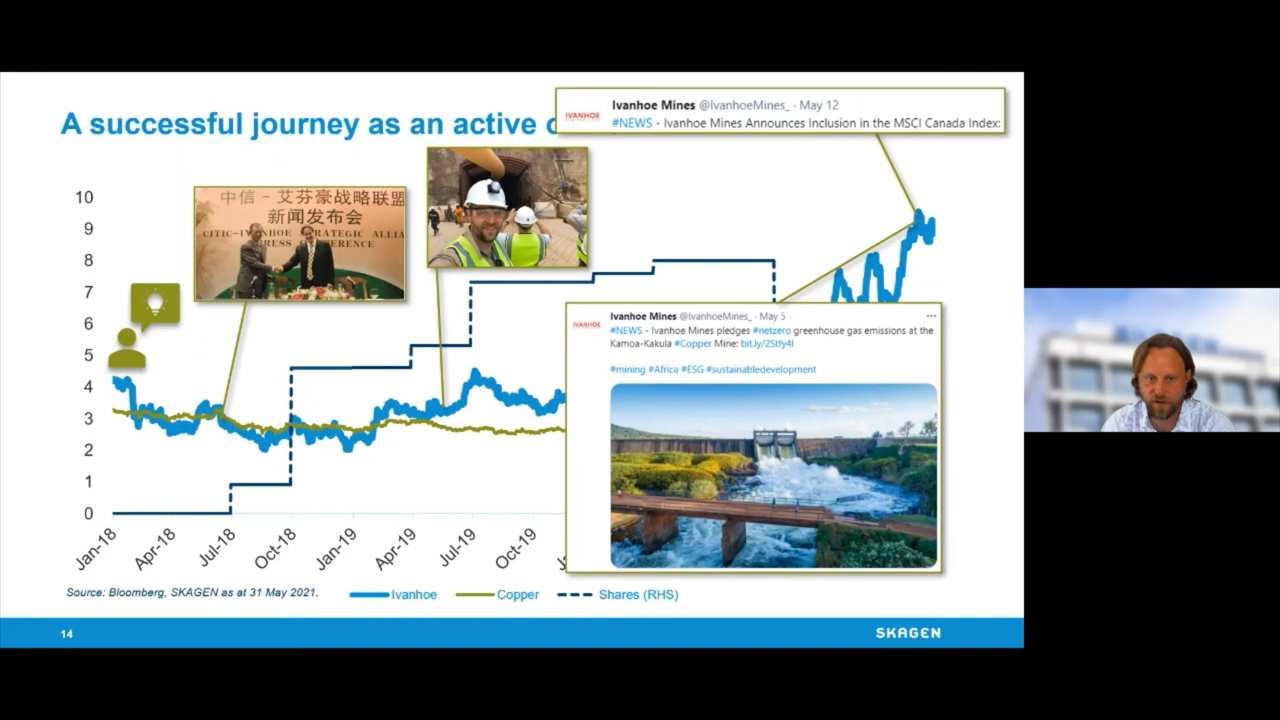 A successful journey as an active
IVANHOE
Ivanhoe Mines @IvanhoeMines_ · May 12
#NEWS - Ivanhoe Mines Announces Inclusion in the MSCI Canada Index:
中信－艾芬豪战略联盟
新闻发布会
CITIC-IVANHOE STRATEGIC ALLIA
PRESS CONFERENCE
10
9
8
7
6
5
4
3
2
1
0
IVANHOE
Ivanhoe Mines @IvanhoeMines_ · May 5
#NEWS - Ivanhoe Mines pledges #netzero greenhouse gas emissions at the
Kamoa-Kakula #Copper Mine: bit.ly/2Stfy4l
#mining #Africa #ESG #sustainabledevelopment
Jan-18
Apr-18
Jul-18
Oct-18
Jan-19
Apr-19
Jul-19
Oct-19
Source: Bloomberg, SKAGEN as at 31 May 2021.
Ivanhoe
Copper
Shares (RHS)
14
SKAGEN